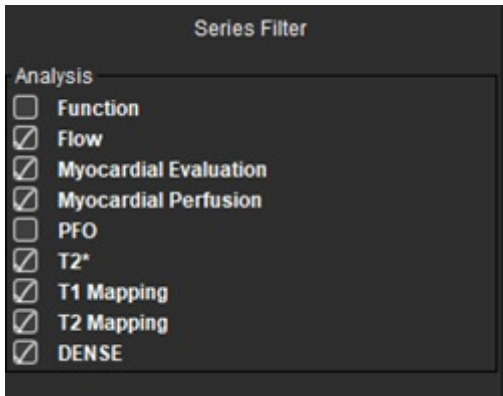 Series Filter
Analysis
Function
Flow
Myocardial Evaluation
Myocardial Perfusion
PFO
T2*
T1 Mapping
T2 Mapping
DENSE